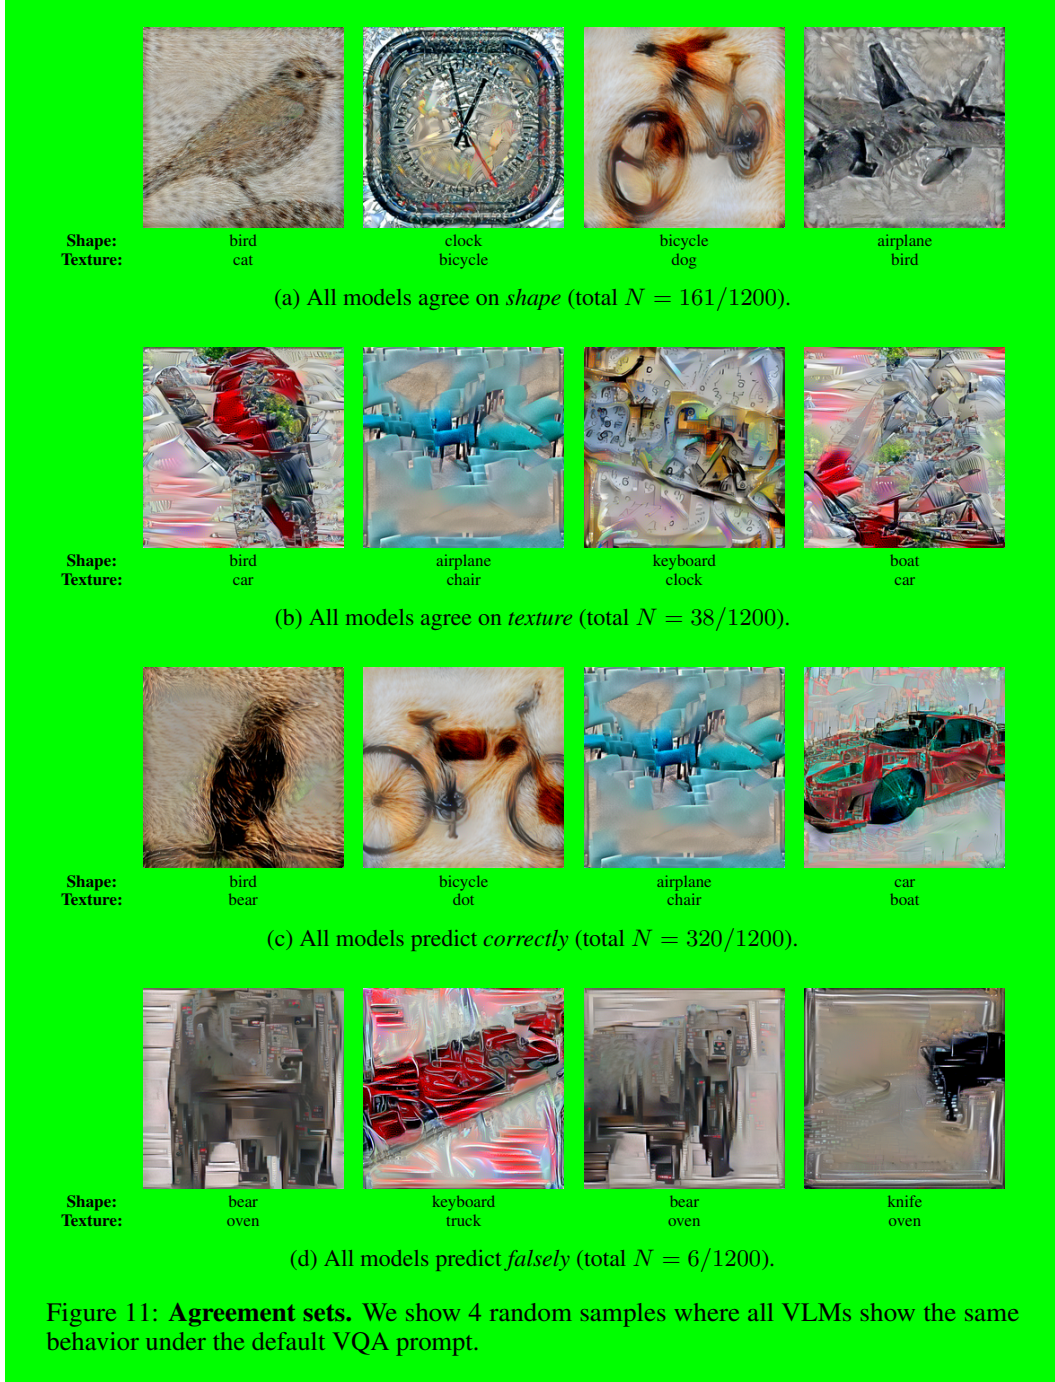 Shape: bird clock bicycle airplane
Texture: cat bicycle dog bird
(a) All models agree on shape (total N = 161/1200).
Shape: bird airplane keyboard boat
Texture: car chair clock car
(b) All models agree on texture (total N = 38/1200).
Shape: bird bicycle airplane car
Texture: bear dot chair boat
(c) All models predict correctly (total N = 320/1200).
Shape: bear keyboard bear knife
Texture: oven truck oven oven
(d) All models predict falsely (total N = 6/1200).
Figure 11: Agreement sets. We show 4 random samples where all VLMs show the same
behavior under the default VQA prompt.